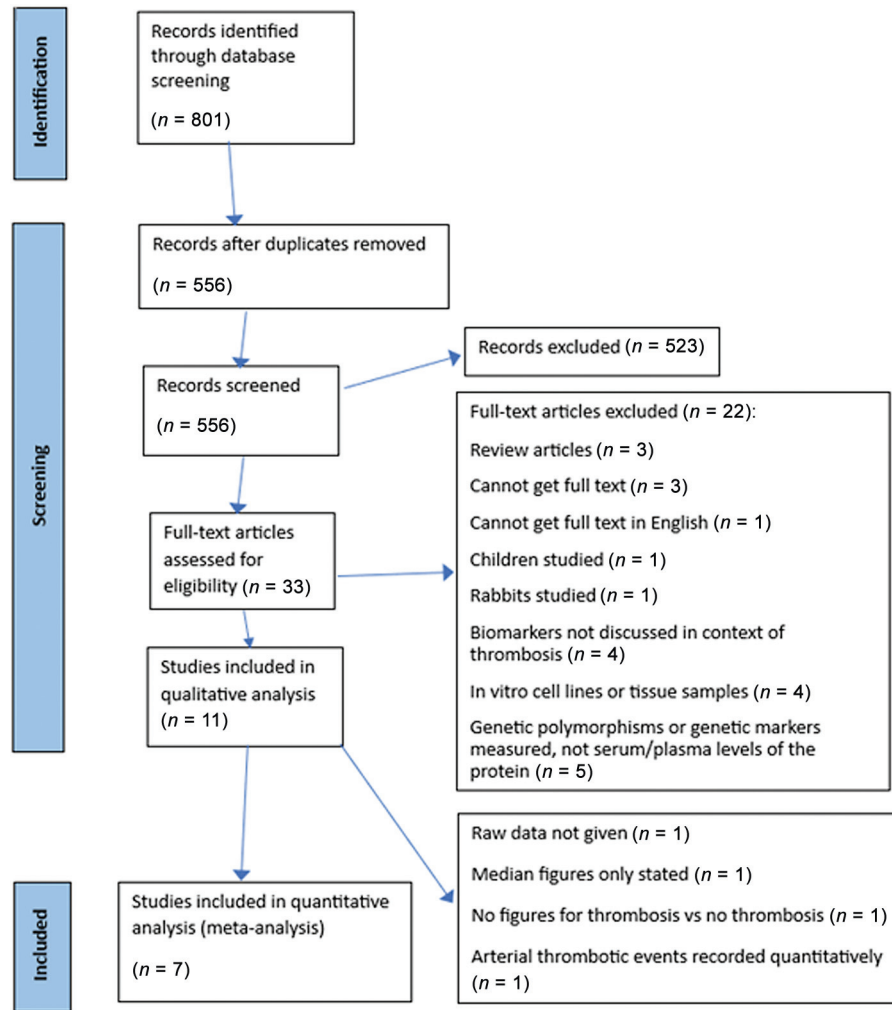 Identification
Records identified
through database
screening
(n = 801)
Screening
Records after duplicates removed
(n = 556)
Records screened
(n = 556)
Records excluded (n = 523)
Full-text articles
assessed for
eligibility (n = 33)
Full-text articles excluded (n = 22):
Review articles (n = 3)
Cannot get full text (n = 3)
Cannot get full text in English (n = 1)
Children studied (n = 1)
Rabbits studied (n = 1)
Biomarkers not discussed in context of
thrombosis (n = 4)
In vitro cell lines or tissue samples (n = 4)
Genetic polymorphisms or genetic markers
measured, not serum/plasma levels of the
protein (n = 5)
Studies included in
qualitative analysis
(n = 11)
Raw data not given (n = 1)
Median figures only stated (n = 1)
No figures for thrombosis vs no thrombosis (n = 1)
Arterial thrombotic events recorded quantitatively
(n = 1)
Included
Studies included in quantitative
analysis (meta-analysis)
(n = 7)